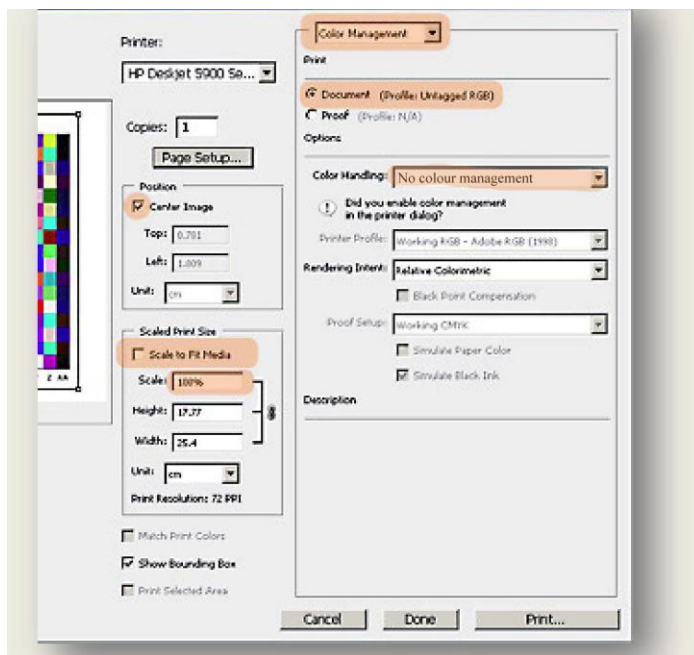 Printer:
HP Deskjet 5900 Se...
Copies: 1
Page Setup...
Position
Center Image
Top: 0.701
Left: 1.009
Unit: cm
Scaled Print Size
Scale to Fit Media
Scale: 100%
Height: 17.77
Width: 25.4
Unit: cm
Print Resolution: 72 PPI
Match Print Colors
Show Bounding Box
Print Selected Area
Z AA
Color Management
Print
Document (Profile: Untagged RGB)
Proof (Profile: N/A)
Options
Color Handling: No colour management
Did you enable color management
in the printer dialog?
Printer Profile: Working RGB - Adobe RGB (1998)
Rendering Intent: Relative Colorimetric
Black Point Compensation
Proof Setup: Working CMYK
Simulate Paper Color
Simulate Black Ink
Description
Cancel
Done
Print...